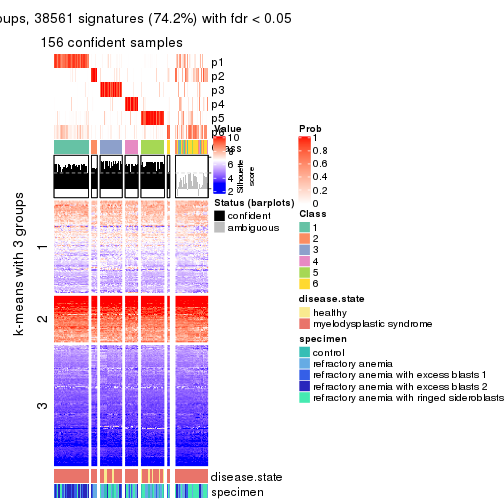 oups, 38561 signatures (74.2%) with fdr < 0.05
156 confident samples
p1
p2
p3
p4
p5
Value
10
6
4
2
Silhouette
score
Prob
1
0.8
0.6
0.4
0.2
0
Status (barplots)
confident
ambiguous
Class
1
2
3
4
5
6
disease.state
healthy
myelodysplastic syndrome
specimen
control
refractory anemia
refractory anemia with excess blasts 1
refractory anemia with excess blasts 2
refractory anemia with ringed sideroblasts
k-means with 3 groups
1
2
3
disease.state
specimen